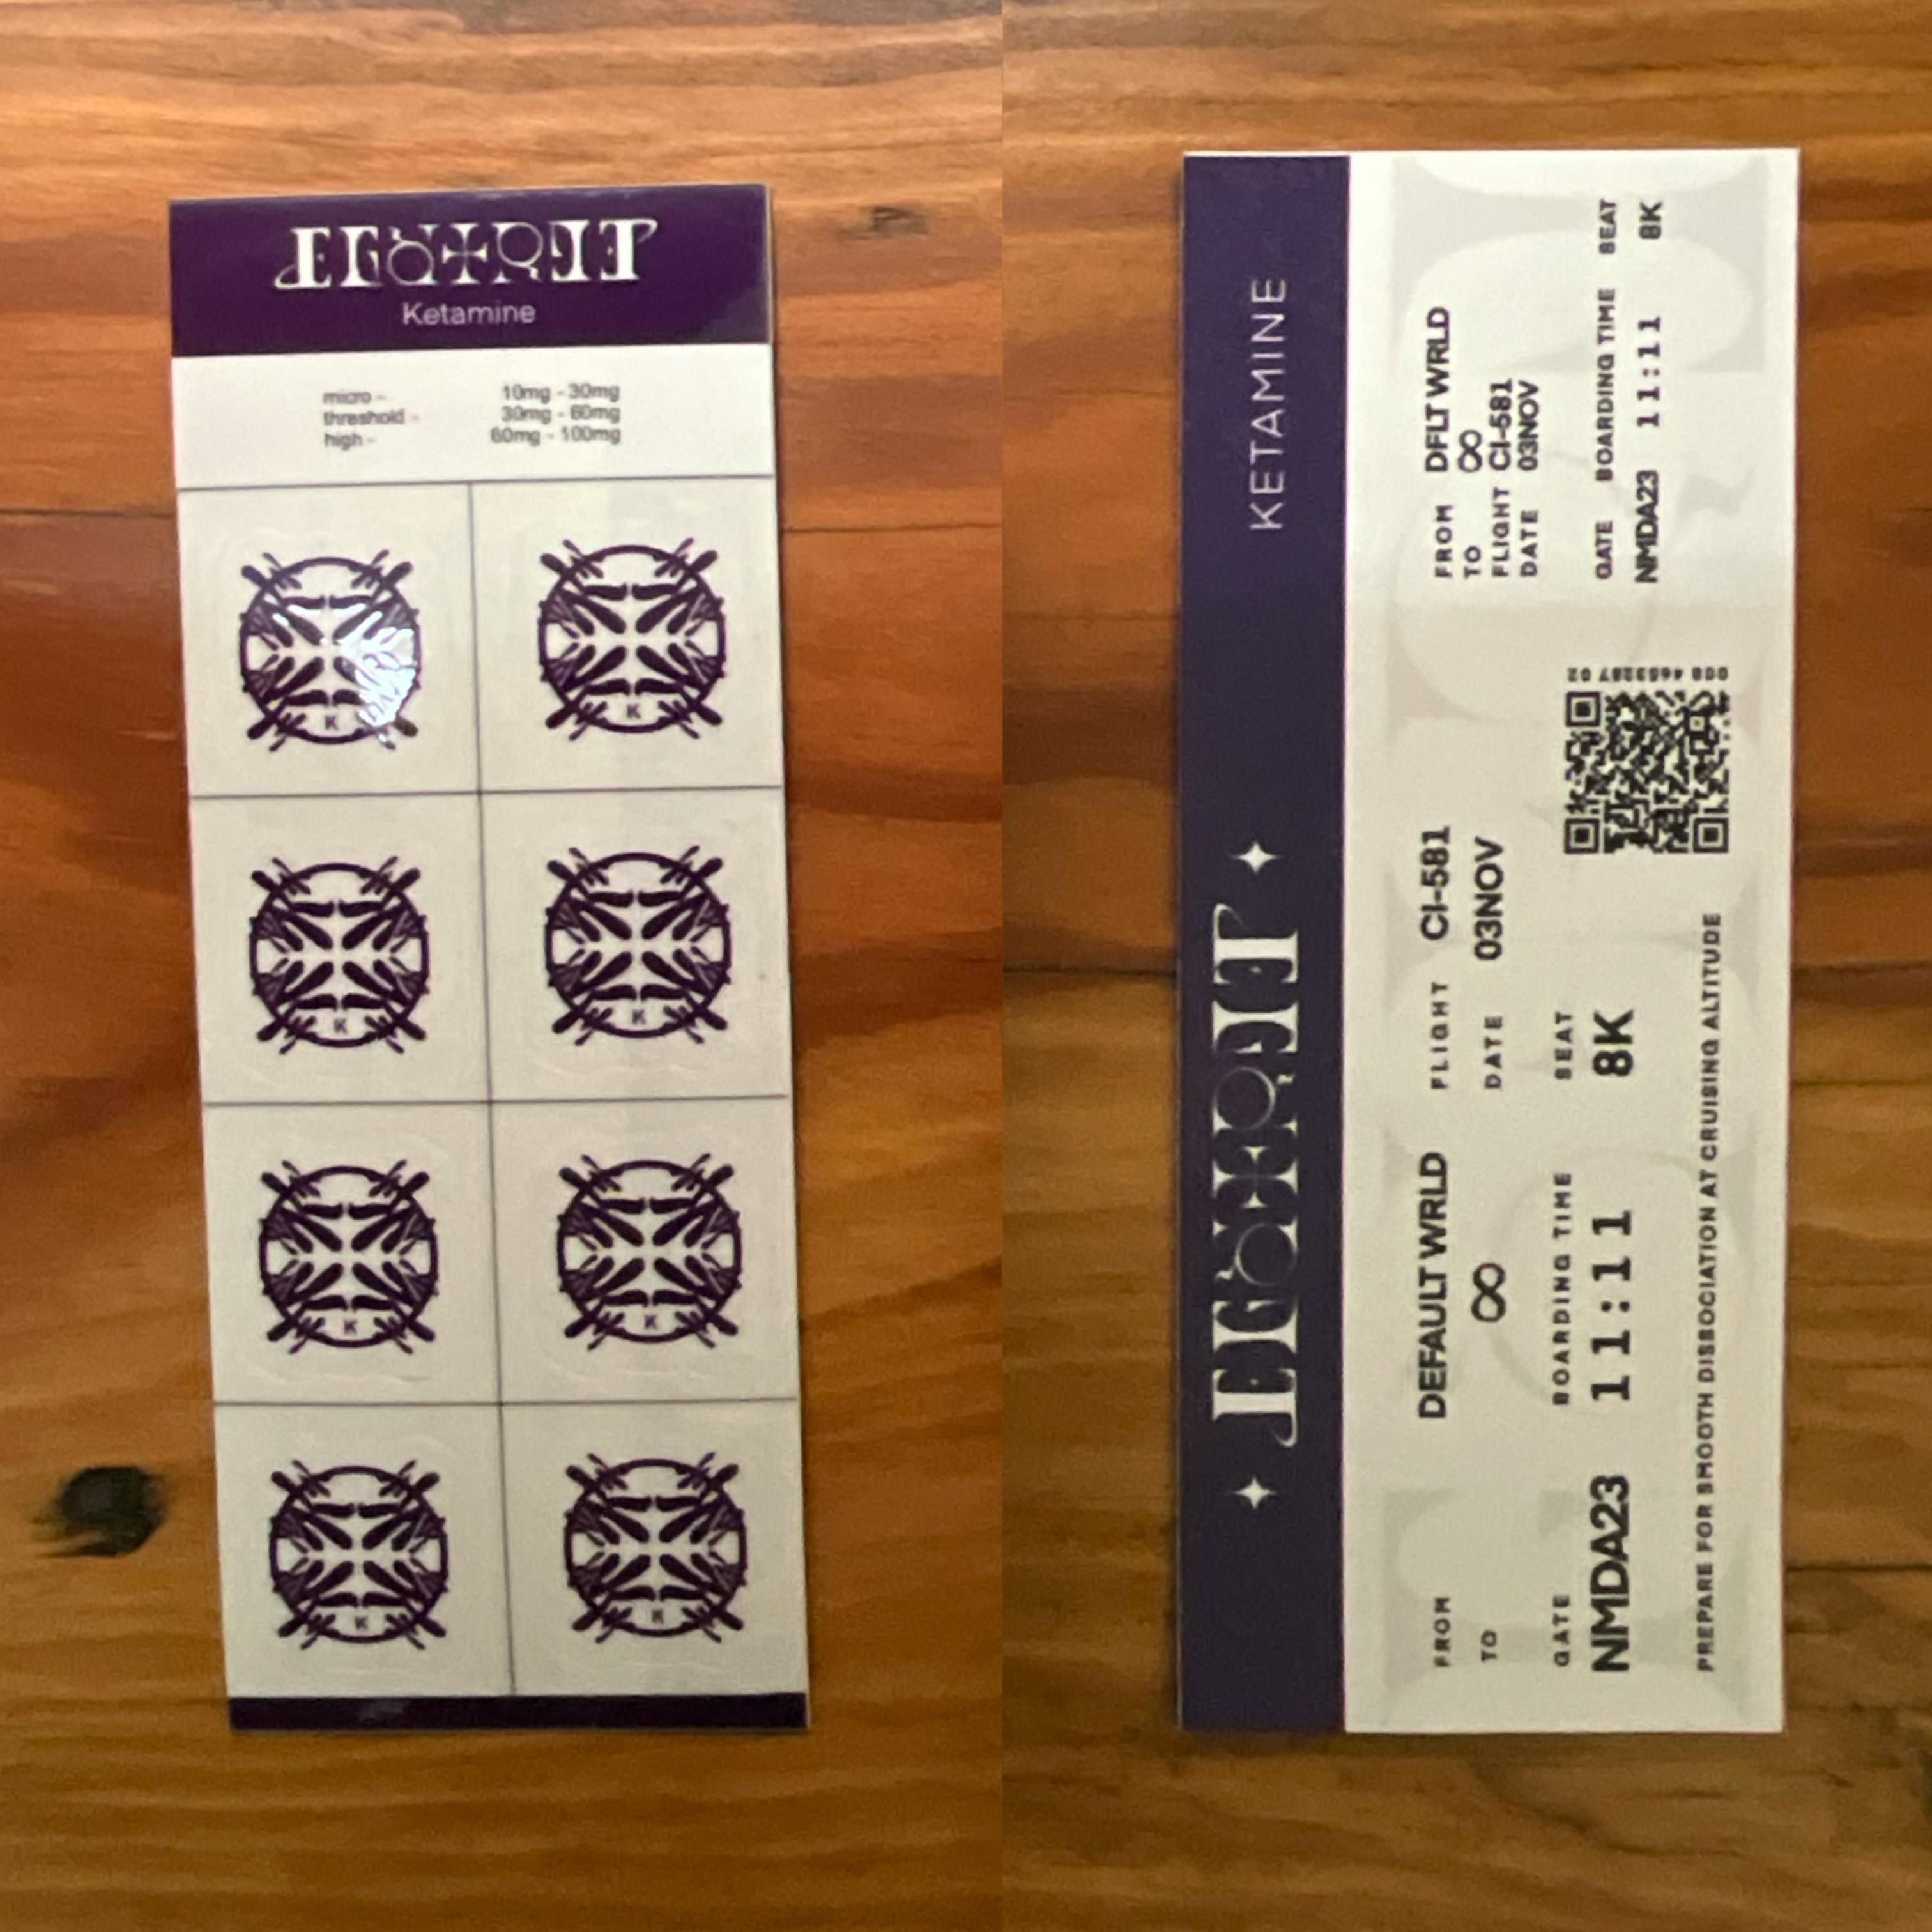 Ketamine
micro - 10mg - 30mg
threshold - 30mg - 60mg
high - 60mg - 100mg
K
K
K
K
K
K
K
K
KETAMINE
FROM DEFAULT WRLD FLIGHT CI-581
TO ∞ DATE 03NOV
GATE BOARDING TIME SEAT
NMDA23 11:11 8K
PREPARE FOR SMOOTH DISSOCIATION AT CRUISING ALTITUDE
FROM DFLT WRLD
TO ∞
FLIGHT CI-581
DATE 03NOV
GATE BOARDING TIME SEAT
NMDA23 11:11 8K